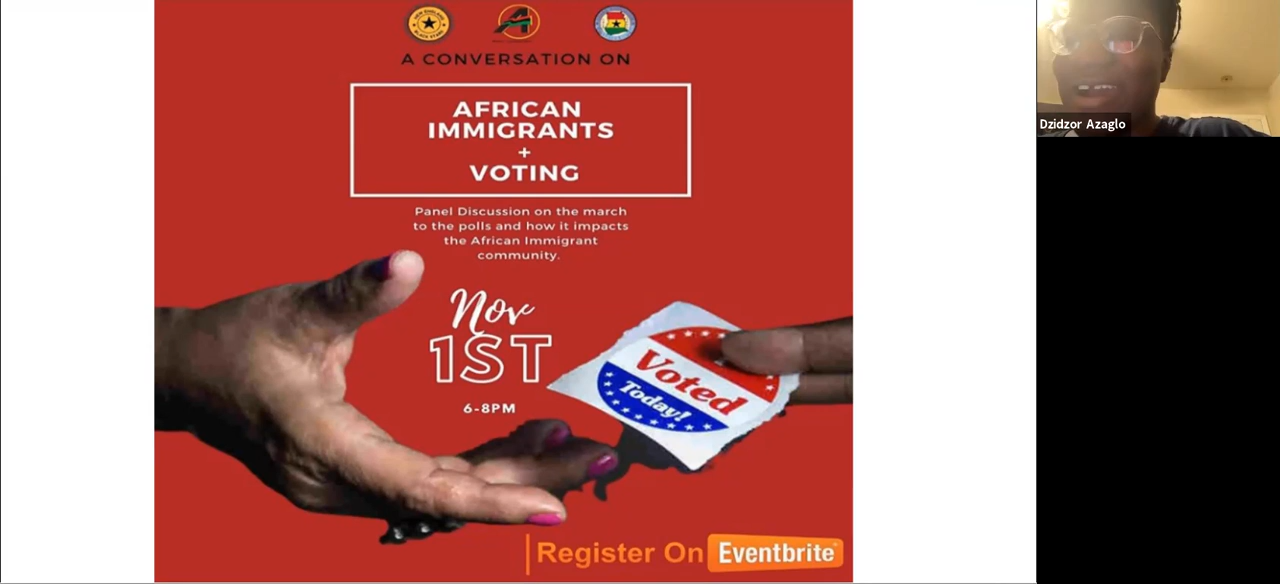 A CONVERSATION ON
AFRICAN
IMMIGRANTS
+
VOTING
Panel Discussion on the march
to the polls and how it impacts
the African Immigrant
community.
Nov
1ST
6-8PM
Voted
Today!
Register On Eventbrite
Dzidzor Azaglo